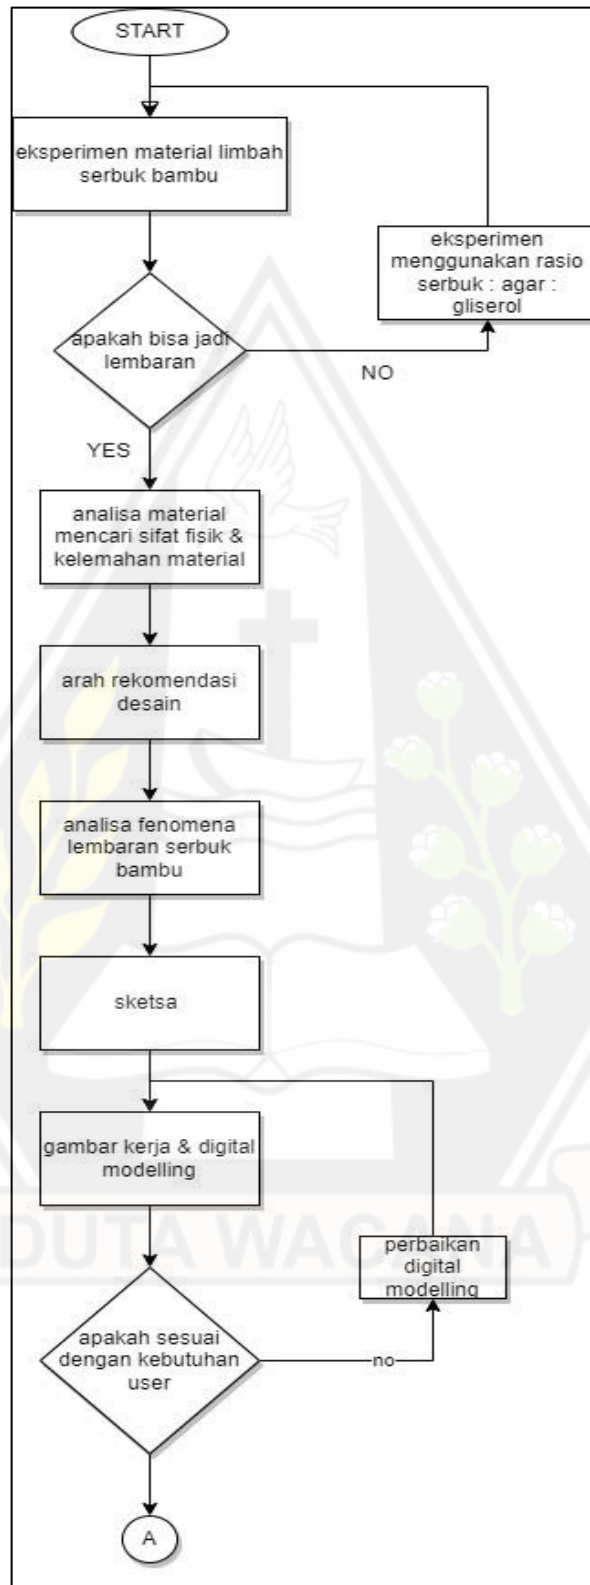 START
eksperimen material limbah
serbuk bambu
eksperimen
menggunakan rasio
serbuk : agar :
gliserol
apakah bisa jadi
lembaran
NO
YES
analisa material
mencari sifat fisik &
kelemahan material
arah rekomendasi
desain
analisa fenomena
lembaran serbuk
bambu
sketsa
gambar kerja & digital
modelling
DUTA WACANA
perbaikan
digital
modelling
apakah sesuai
dengan kebutuhan
user
no
A